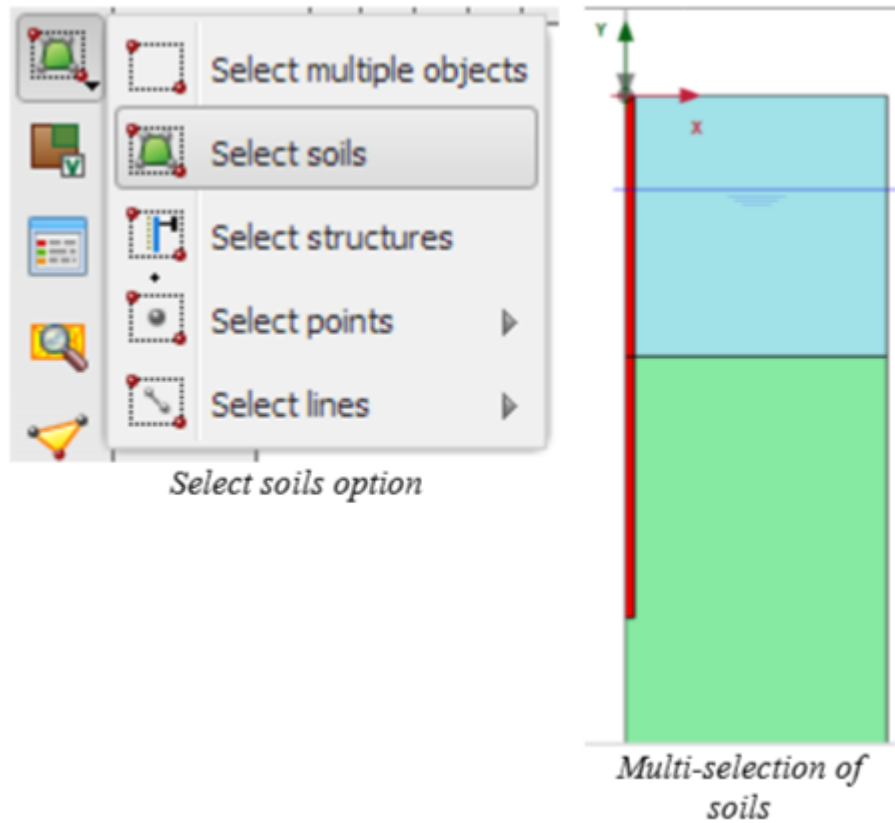 Select multiple objects
Select soils
Select structures
Select points
Select lines
Select soils option
Y
X
Multi-selection of
soils